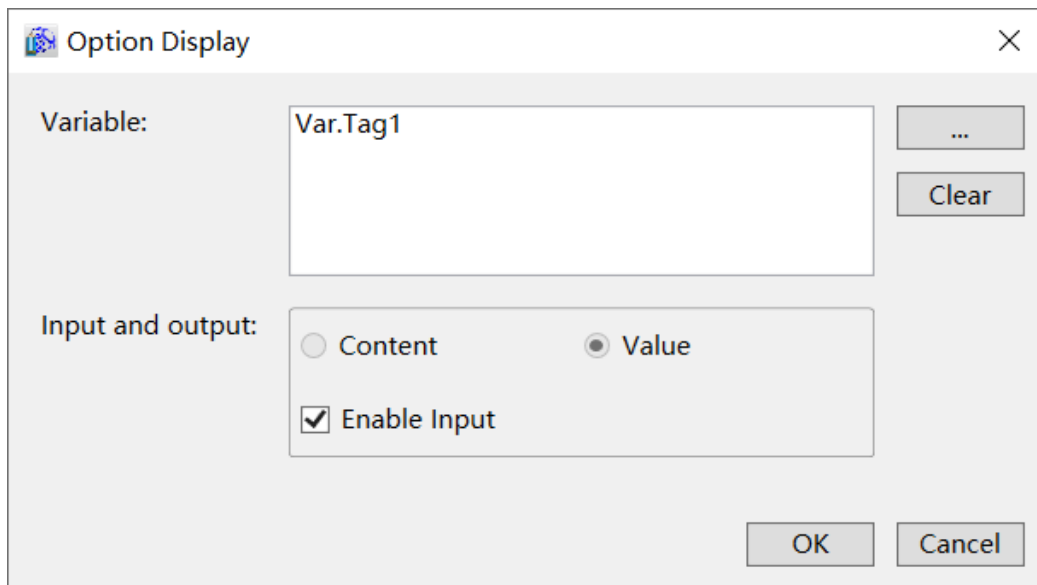 Option Display
Variable:
Var.Tag1
...
Clear
Input and output:
Content
Value
Enable Input
OK
Cancel